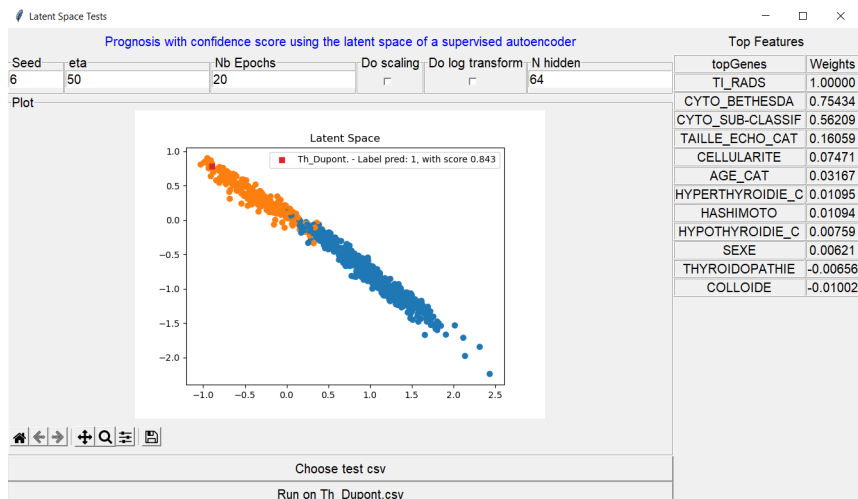 Latent Space Tests
Prognosis with confidence score using the latent space of a supervised autoencoder
Top Features
Seed eta Nb Epochs Do scaling Do log transform N hidden
6 50 20 64
topGenes Weights
TI_RADS 1.00000
CYTO_BETHESDA 0.75434
CYTO_SUB-CLASSIF 0.56209
TAILLE_ECHO_CAT 0.16059
CELLULARITE 0.07471
AGE_CAT 0.03167
HYPERTHYROIDIE_C 0.01095
HASHIMOTO 0.01094
HYPOTHYROIDIE_C 0.00759
SEXE 0.00621
THYROIDOPATHIE -0.00656
COLLOIDE -0.01002
Plot
Latent Space
Th_Dupont. - Label pred: 1, with score 0.843
1.0
0.5
0.0
−0.5
−1.0
−1.5
−2.0
−1.0 −0.5 0.0 0.5 1.0 1.5 2.0 2.5
Choose test csv
Run on Th_Dupont.csv